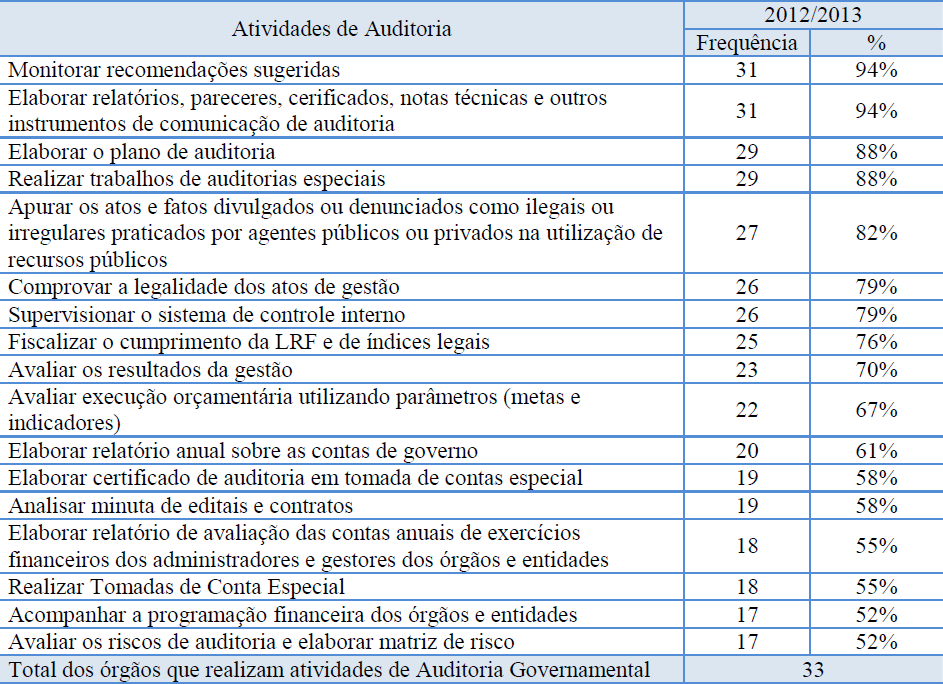 Atividades de Auditoria
2012/2013
Frequência %
Monitorar recomendações sugeridas 31 94%
Elaborar relatórios, pareceres, cerificados, notas técnicas e outros
instrumentos de comunicação de auditoria 31 94%
Elaborar o plano de auditoria 29 88%
Realizar trabalhos de auditorias especiais 29 88%
Apurar os atos e fatos divulgados ou denunciados como ilegais ou
irregulares praticados por agentes públicos ou privados na utilização de
recursos públicos 27 82%
Comprovar a legalidade dos atos de gestão 26 79%
Supervisionar o sistema de controle interno 26 79%
Fiscalizar o cumprimento da LRF e de índices legais 25 76%
Avaliar os resultados da gestão 23 70%
Avaliar execução orçamentária utilizando parâmetros (metas e
indicadores) 22 67%
Elaborar relatório anual sobre as contas de governo 20 61%
Elaborar certificado de auditoria em tomada de contas especial 19 58%
Analisar minuta de editais e contratos 19 58%
Elaborar relatório de avaliação das contas anuais de exercícios
financeiros dos administradores e gestores dos órgãos e entidades 18 55%
Realizar Tomadas de Conta Especial 18 55%
Acompanhar a programação financeira dos órgãos e entidades 17 52%
Avaliar os riscos de auditoria e elaborar matriz de risco 17 52%
Total dos órgãos que realizam atividades de Auditoria Governamental 33